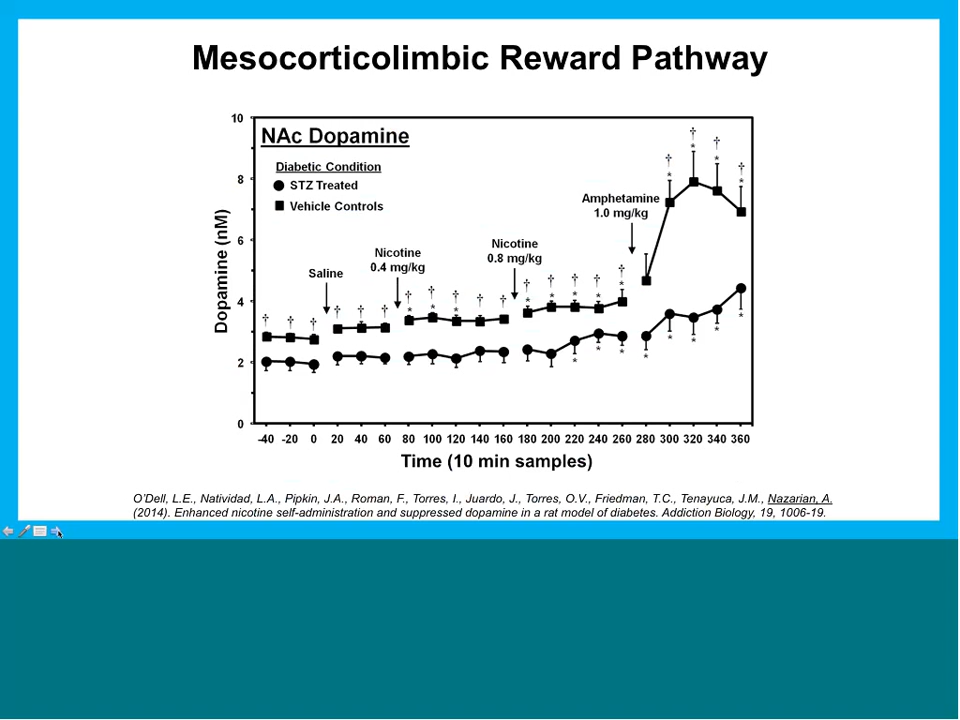 Mesocorticolimbic Reward Pathway
NAc Dopamine
Diabetic Condition
STZ Treated
Vehicle Controls
Saline
Nicotine
0.4 mg/kg
Nicotine
0.8 mg/kg
Amphetamine
1.0 mg/kg
Dopamine (nM)
10
8
6
4
2
0
† † † † † † † † † † † † † † † † † † †
* * * * * * * * * * * * * * * * * * * *
-40 -20 0 20 40 60 80 100 120 140 160 180 200 220 240 260 280 300 320 340 360
Time (10 min samples)
O'Dell, L.E., Natividad, L.A., Pipkin, J.A., Roman, F., Torres, I., Juardo, J., Torres, O.V., Friedman, T.C., Tenayuca, J.M., Nazarian, A.
(2014). Enhanced nicotine self-administration and suppressed dopamine in a rat model of diabetes. Addiction Biology, 19, 1006-19.